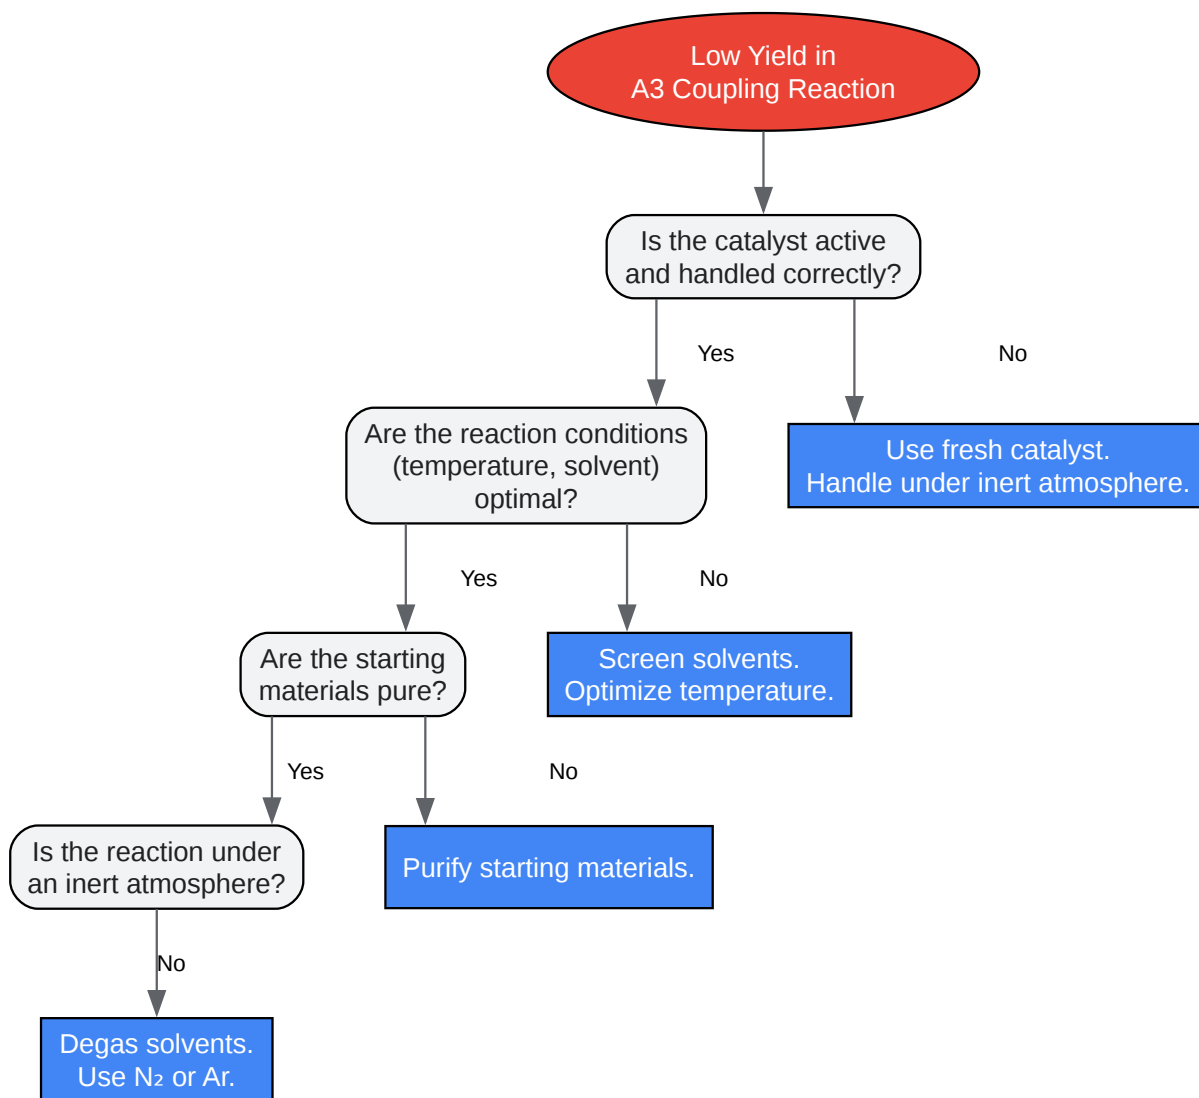 Low Yield in
A3 Coupling Reaction
Is the catalyst active
and handled correctly?
Yes
No
Are the reaction conditions
(temperature, solvent)
optimal?
Use fresh catalyst.
Handle under inert atmosphere.
Yes
No
Are the starting
materials pure?
Screen solvents.
Optimize temperature.
Yes
No
Is the reaction under
an inert atmosphere?
Purify starting materials.
No
Degas solvents.
Use N₂ or Ar.